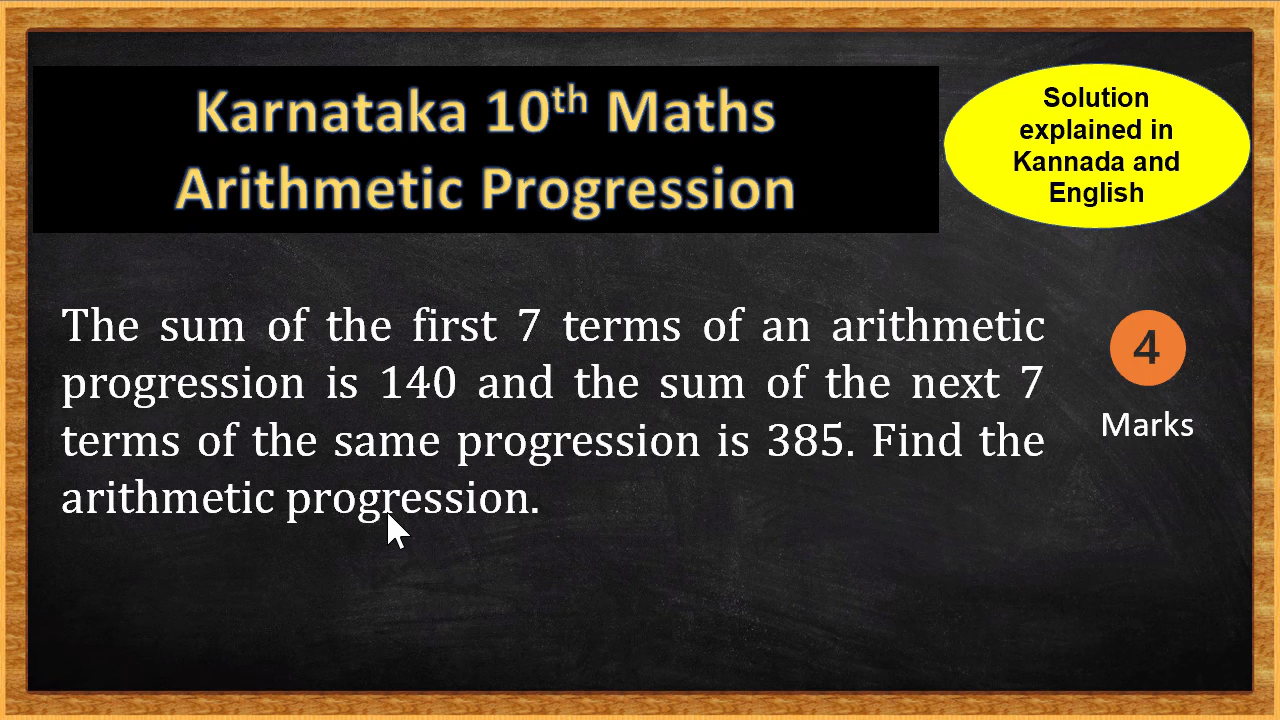 Karnataka 10th Maths
Arithmetic Progression
Solution
explained in
Kannada and
English
The sum of the first 7 terms of an arithmetic
progression is 140 and the sum of the next 7
terms of the same progression is 385. Find the
arithmetic progression.
4
Marks